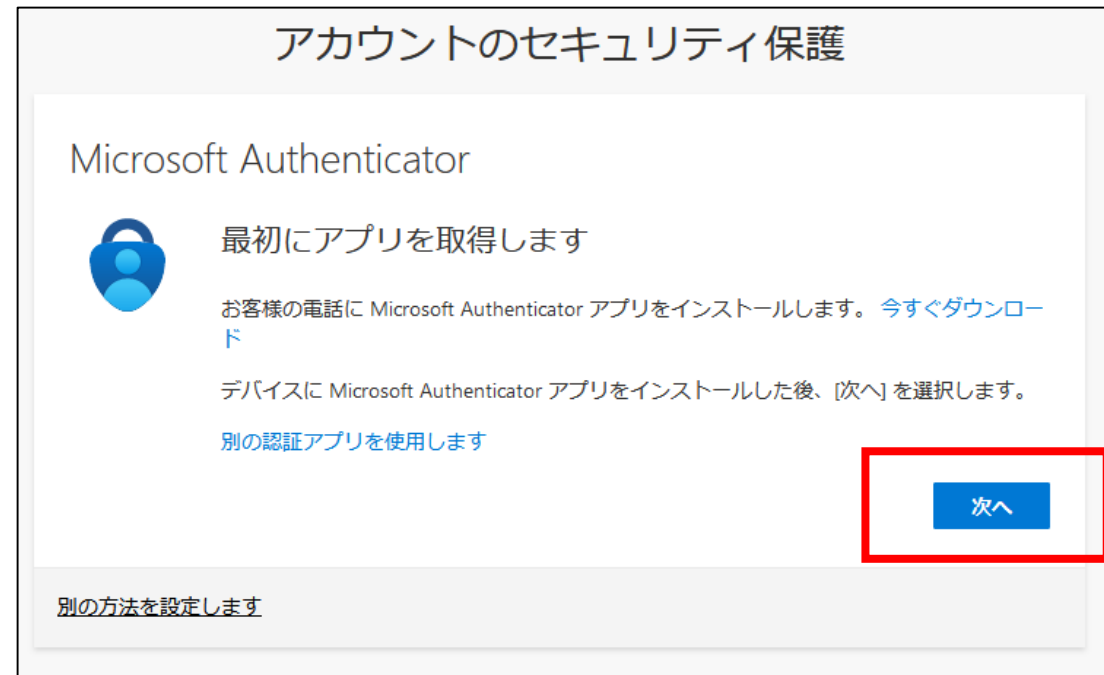 アカウントのセキュリティ保護
Microsoft Authenticator
最初にアプリを取得します
お客様の電話に Microsoft Authenticator アプリをインストールします。 今すぐダウンロー
ド
デバイスに Microsoft Authenticator アプリをインストールした後、[次へ] を選択します。
別の認証アプリを使用します
次へ
別の方法を設定します